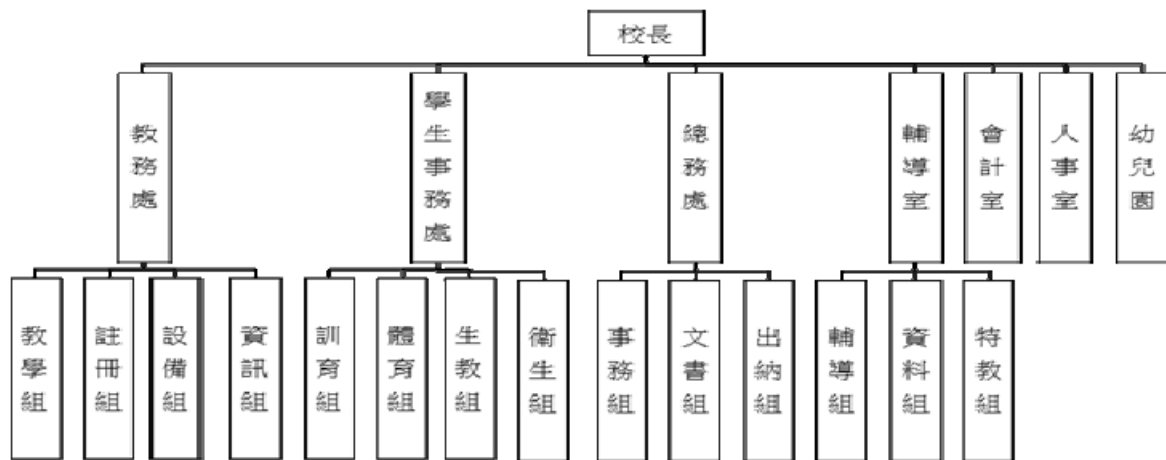 校長
教務處
學生事務處
總務處
輔導室
會計室
人事室
幼兒園
教學組
註冊組
設備組
資訊組
訓育組
體育組
生教組
衛生組
事務組
文書組
出納組
輔導組
資料組
特教組